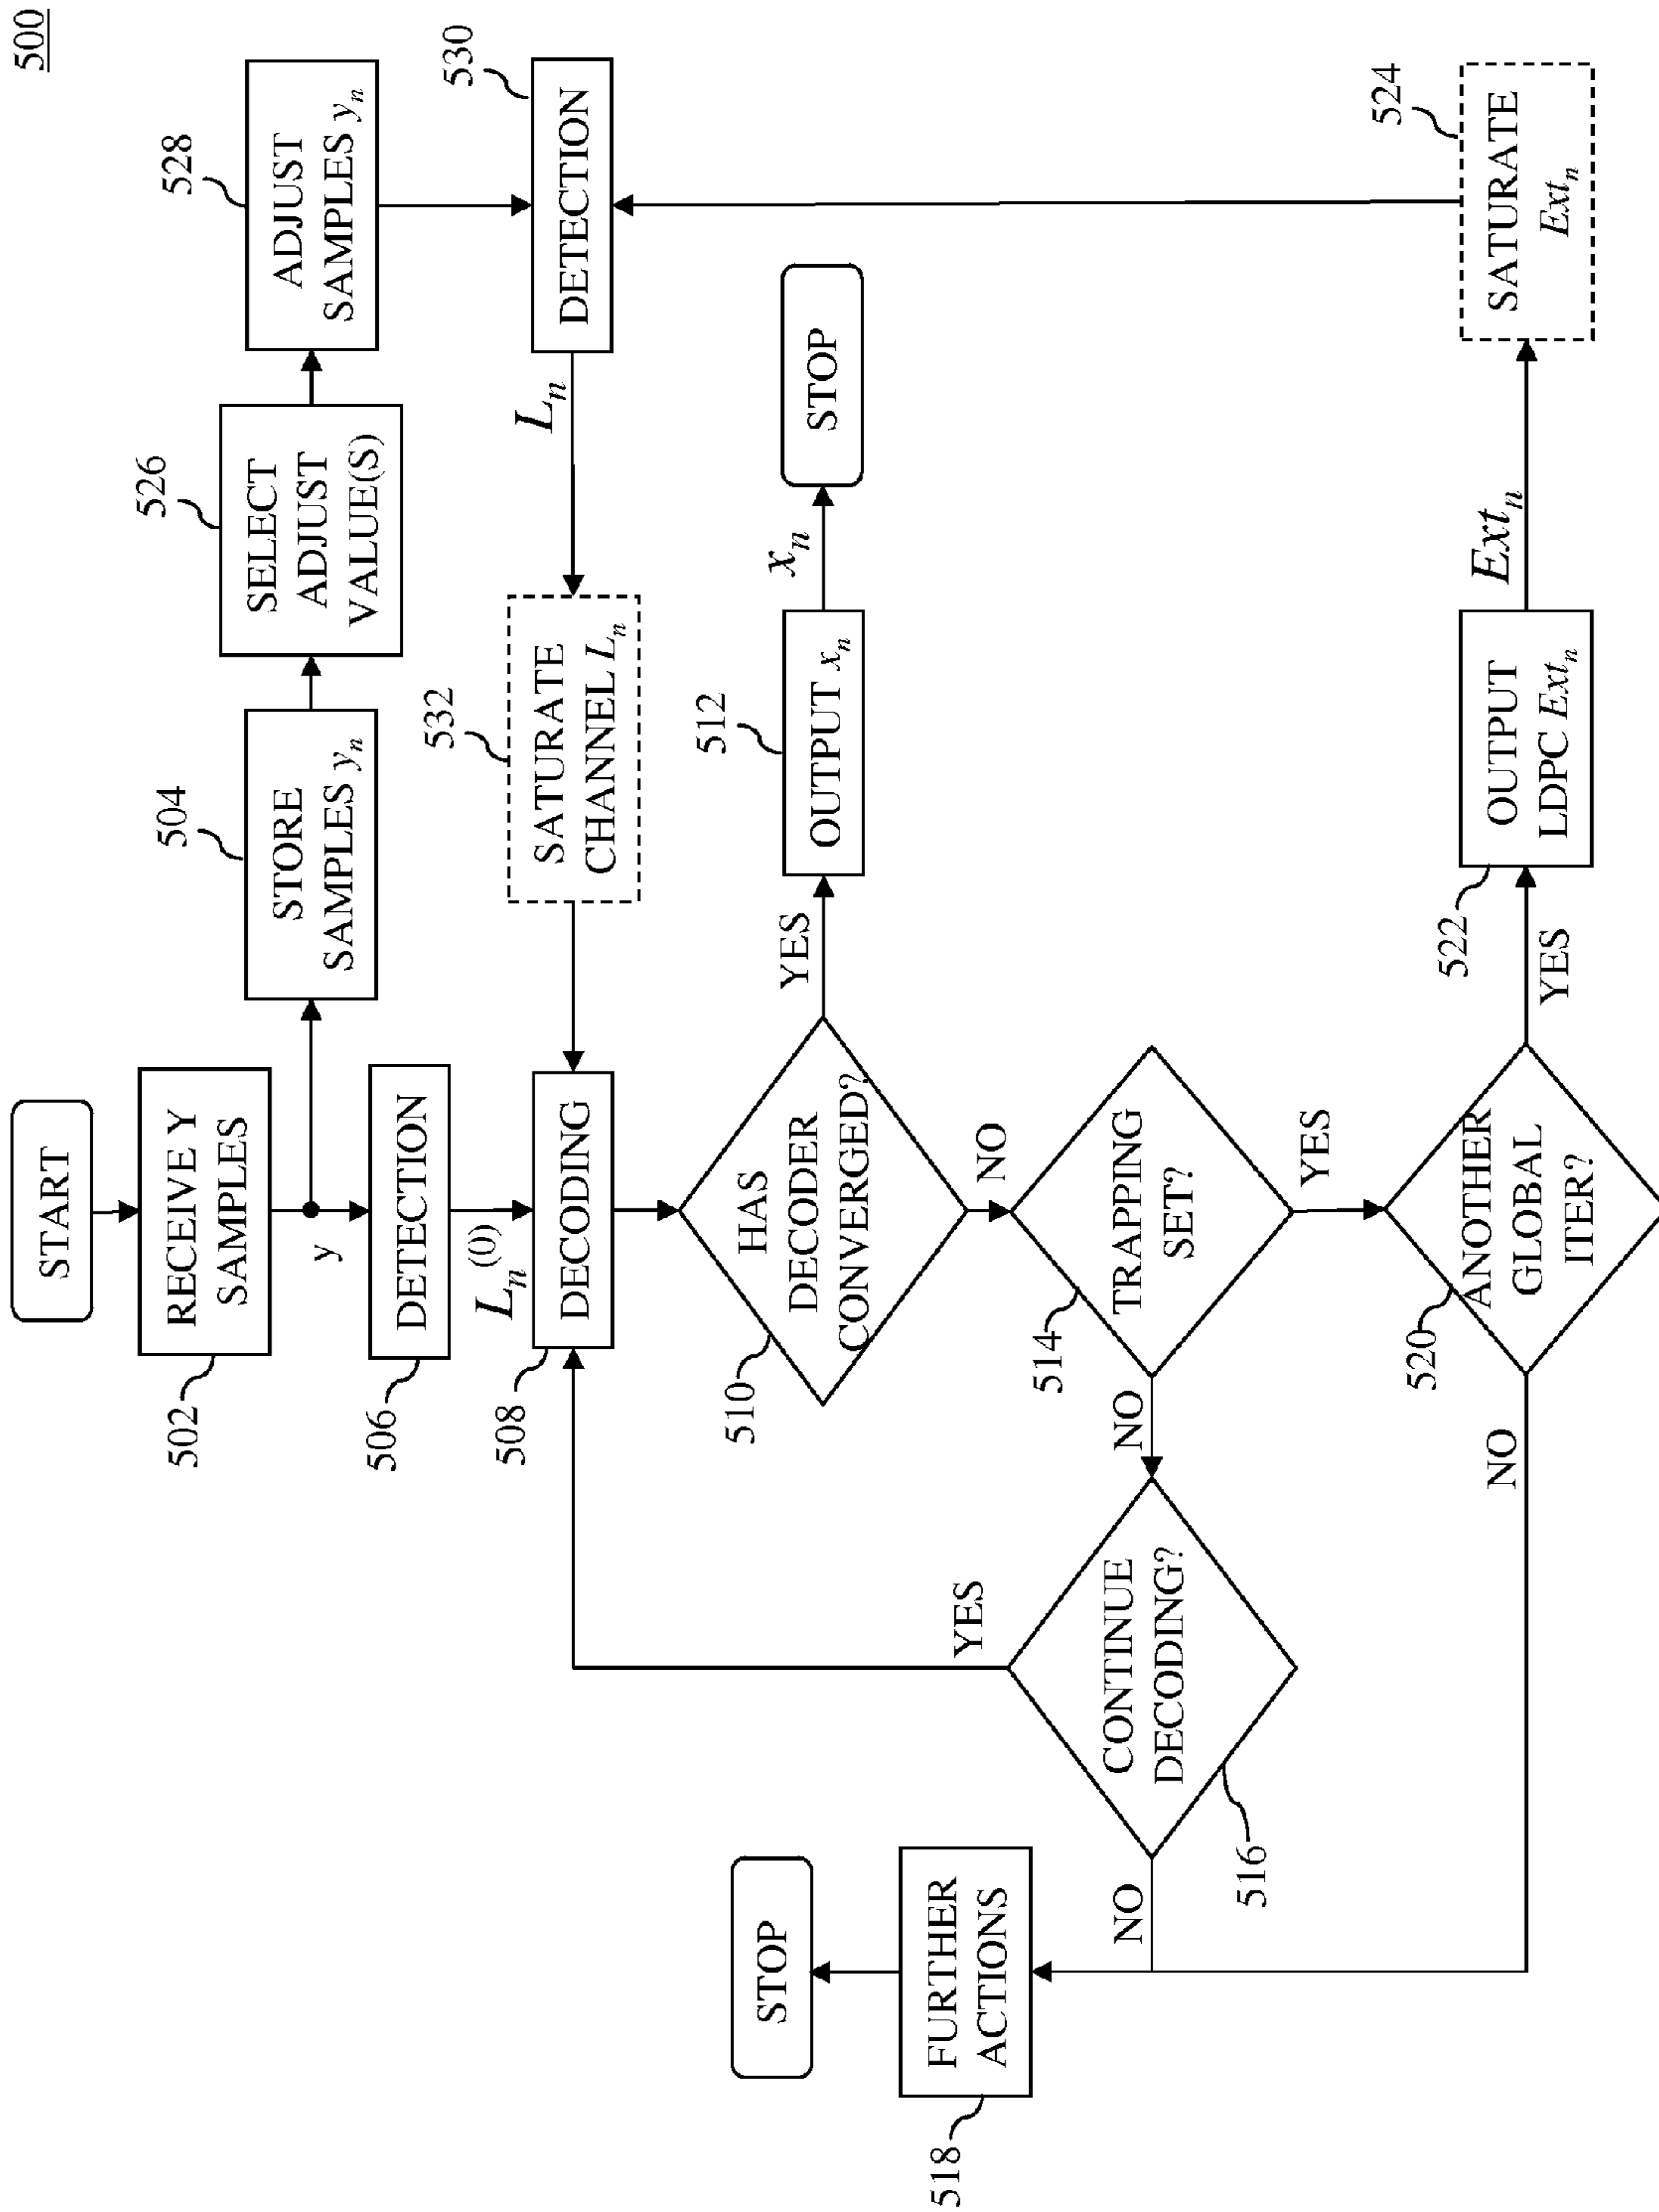 500
START
RECEIVE Y
SAMPLES
502
y
STORE
SAMPLES yₙ
504
SELECT
ADJUST
VALUE(S)
526
ADJUST
SAMPLES yₙ
528
DETECTION
506
Lₙ⁽⁰⁾
DETECTION
530
Lₙ
SATURATE
CHANNEL Lₙ
532
DECODING
508
HAS
DECODER
CONVERGED?
510
YES
OUTPUT xₙ
512
xₙ
STOP
NO
TRAPPING
SET?
514
NO
CONTINUE
DECODING?
516
YES
NO
FURTHER
ACTIONS
518
STOP
YES
ANOTHER
GLOBAL
ITER?
520
NO
YES
OUTPUT
LDPC Extₙ
522
Extₙ
SATURATE
Extₙ
524